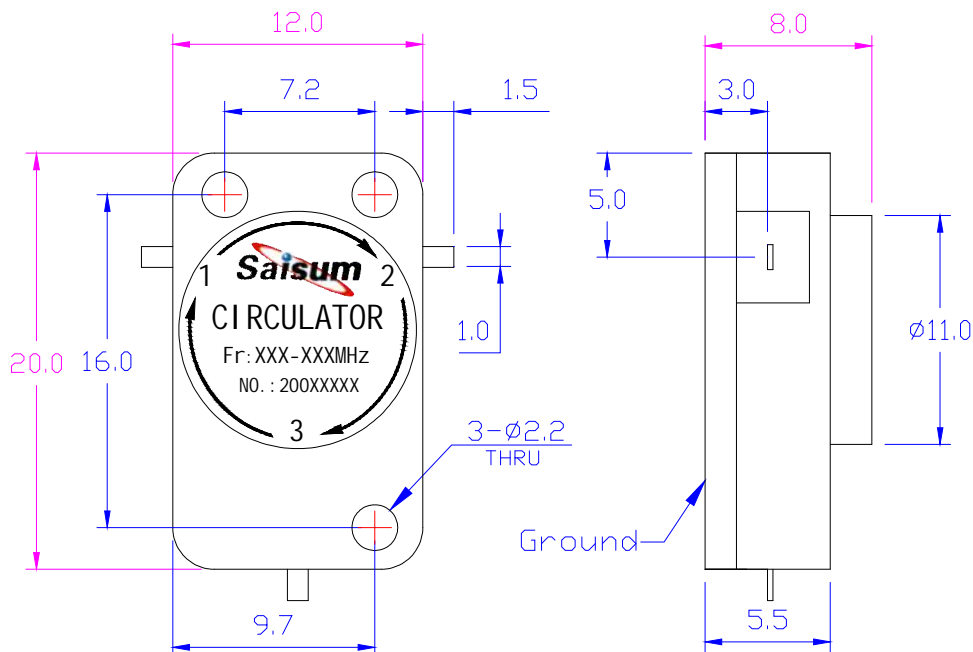 12.0
8.0
7.2
1.5
3.0
5.0
1 Saisum 2
CIRCULATOR
Fr:XXX-XXXMHz
NO.:200XXXXX
3
20.0
16.0
1.0
Ø11.0
3-Ø2.2
THRU
Ground
9.7
5.5